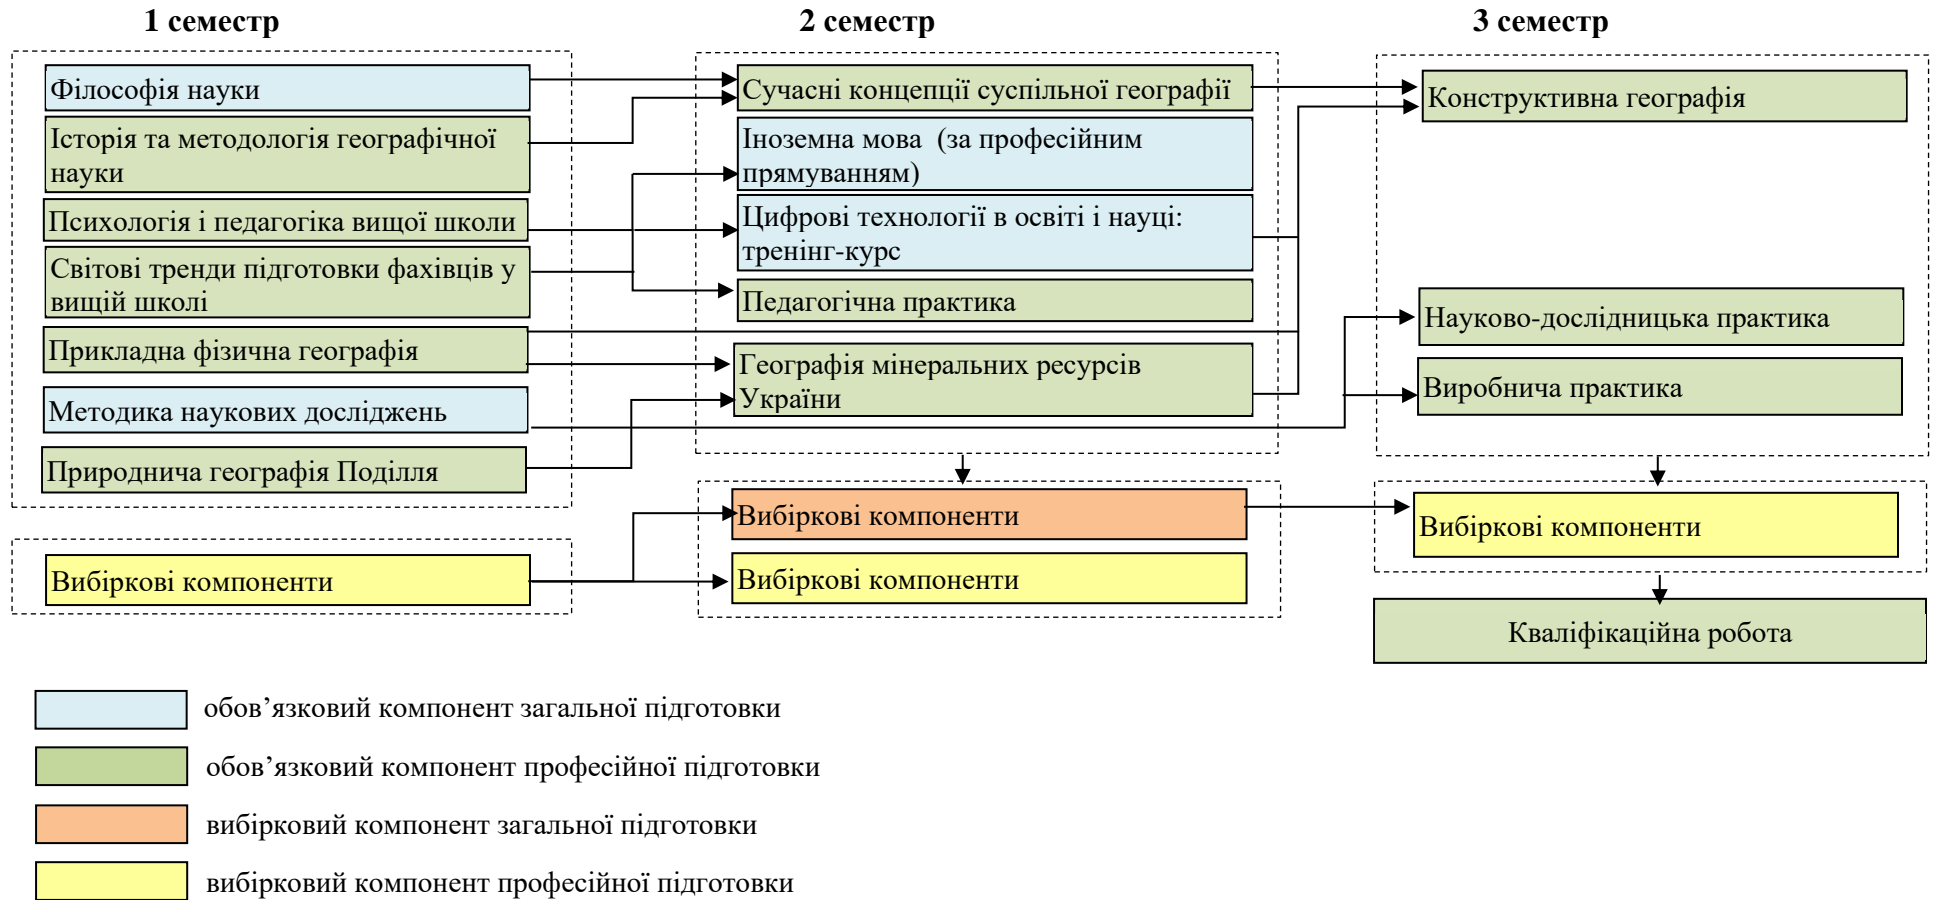 1 семестр
2 семестр
3 семестр
Філософія науки
Історія та методологія географічної
науки
Психологія і педагогіка вищої школи
Світові тренди підготовки фахівців у
вищій школі
Прикладна фізична географія
Методика наукових досліджень
Природнича географія Поділля
Вибіркові компоненти
Сучасні концепції суспільної географії
Іноземна мова (за професійним
прямуванням)
Цифрові технології в освіті і науці:
тренінг-курс
Педагогічна практика
Географія мінеральних ресурсів
України
Вибіркові компоненти
Вибіркові компоненти
Конструктивна географія
Науково-дослідницька практика
Виробнича практика
Вибіркові компоненти
Кваліфікаційна робота
обов’язковий компонент загальної підготовки
обов’язковий компонент професійної підготовки
вибірковий компонент загальної підготовки
вибірковий компонент професійної підготовки